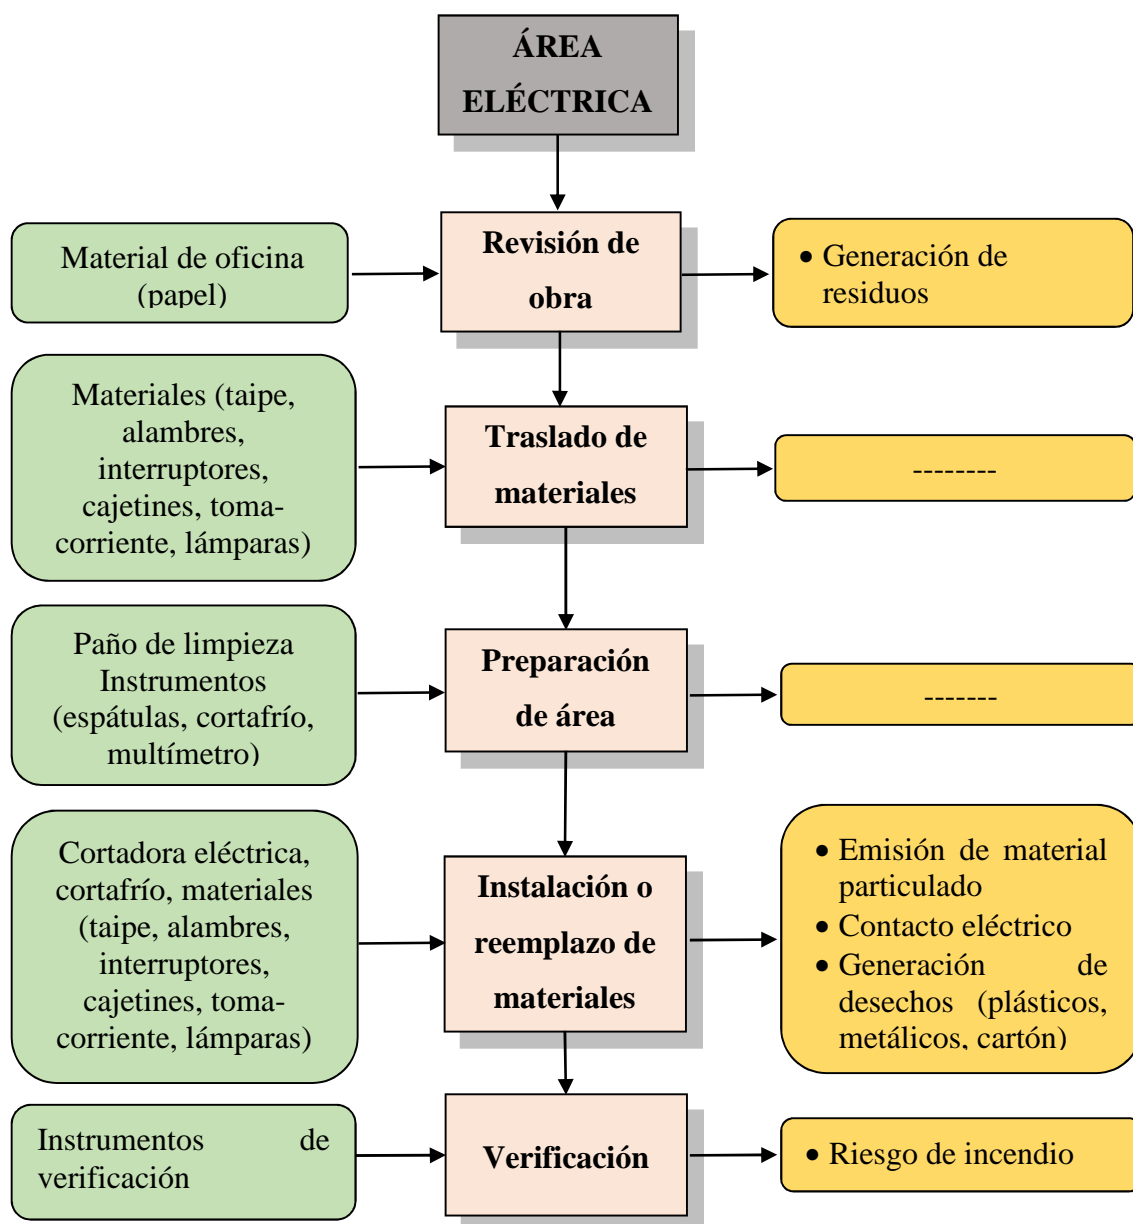 ÁREA
ELÉCTRICA
Material de oficina
(papel)
Revisión de
obra
• Generación de
residuos
Materiales (taipe,
alambres,
interruptores,
cajetines, toma-
corriente, lámparas)
Traslado de
materiales
--------
Paño de limpieza
Instrumentos
(espátulas, cortafrío,
multímetro)
Preparación
de área
-------
Cortadora eléctrica,
cortafrío, materiales
(taipe, alambres,
interruptores,
cajetines, toma-
corriente, lámparas)
Instalación o
reemplazo de
materiales
• Emisión de material
particulado
• Contacto eléctrico
• Generación de
desechos (plásticos,
metálicos, cartón)
Instrumentos de
verificación
Verificación
• Riesgo de incendio